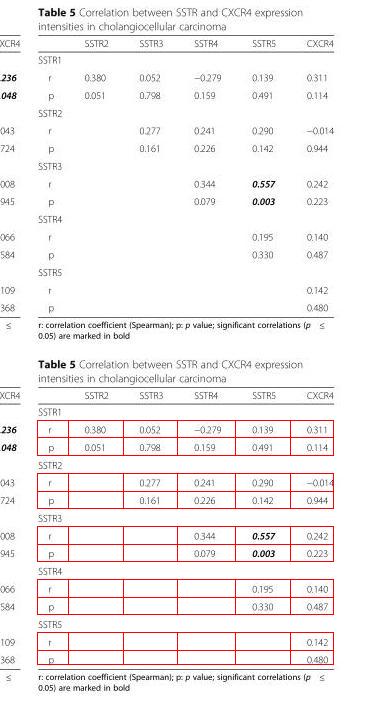 Table 5 Correlation between SSTR and CXCR4 expression
intensities in cholangiocellular carcinoma
XCR4 SSTR2 SSTR3 SSTR4 SSTR5 CXCR4
SSTR1
.236 r 0.380 0.052 −0.279 0.139 0.311
.048 p 0.051 0.798 0.159 0.491 0.114
SSTR2
043 r 0.277 0.241 0.290 −0.014
724 p 0.161 0.226 0.142 0.944
SSTR3
008 r 0.344 0.557 0.242
945 p 0.079 0.003 0.223
SSTR4
066 r 0.195 0.140
584 p 0.330 0.487
SSTR5
109 r 0.142
368 p 0.480
≤ r: correlation coefficient (Spearman); p: p value; significant correlations (p ≤
0.05) are marked in bold
Table 5 Correlation between SSTR and CXCR4 expression
intensities in cholangiocellular carcinoma
XCR4 SSTR2 SSTR3 SSTR4 SSTR5 CXCR4
SSTR1
.236 r 0.380 0.052 −0.279 0.139 0.311
.048 p 0.051 0.798 0.159 0.491 0.114
SSTR2
043 r 0.277 0.241 0.290 −0.014
724 p 0.161 0.226 0.142 0.944
SSTR3
008 r 0.344 0.557 0.242
945 p 0.079 0.003 0.223
SSTR4
066 r 0.195 0.140
584 p 0.330 0.487
SSTR5
109 r 0.142
368 p 0.480
≤ r: correlation coefficient (Spearman); p: p value; significant correlations (p ≤
0.05) are marked in bold